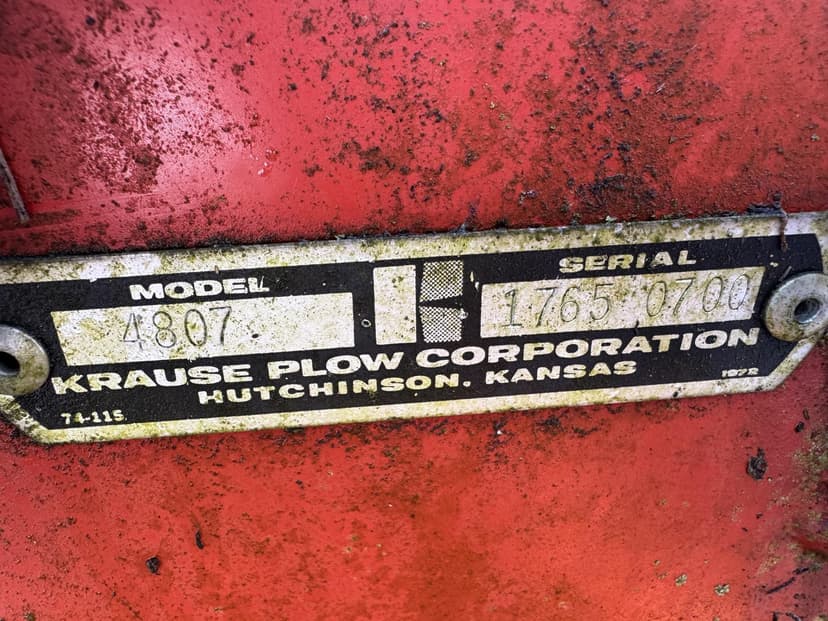 MODEL SERIAL
4807 1765 0700
KRAUSE PLOW CORPORATION
HUTCHINSON, KANSAS
74-115 1972